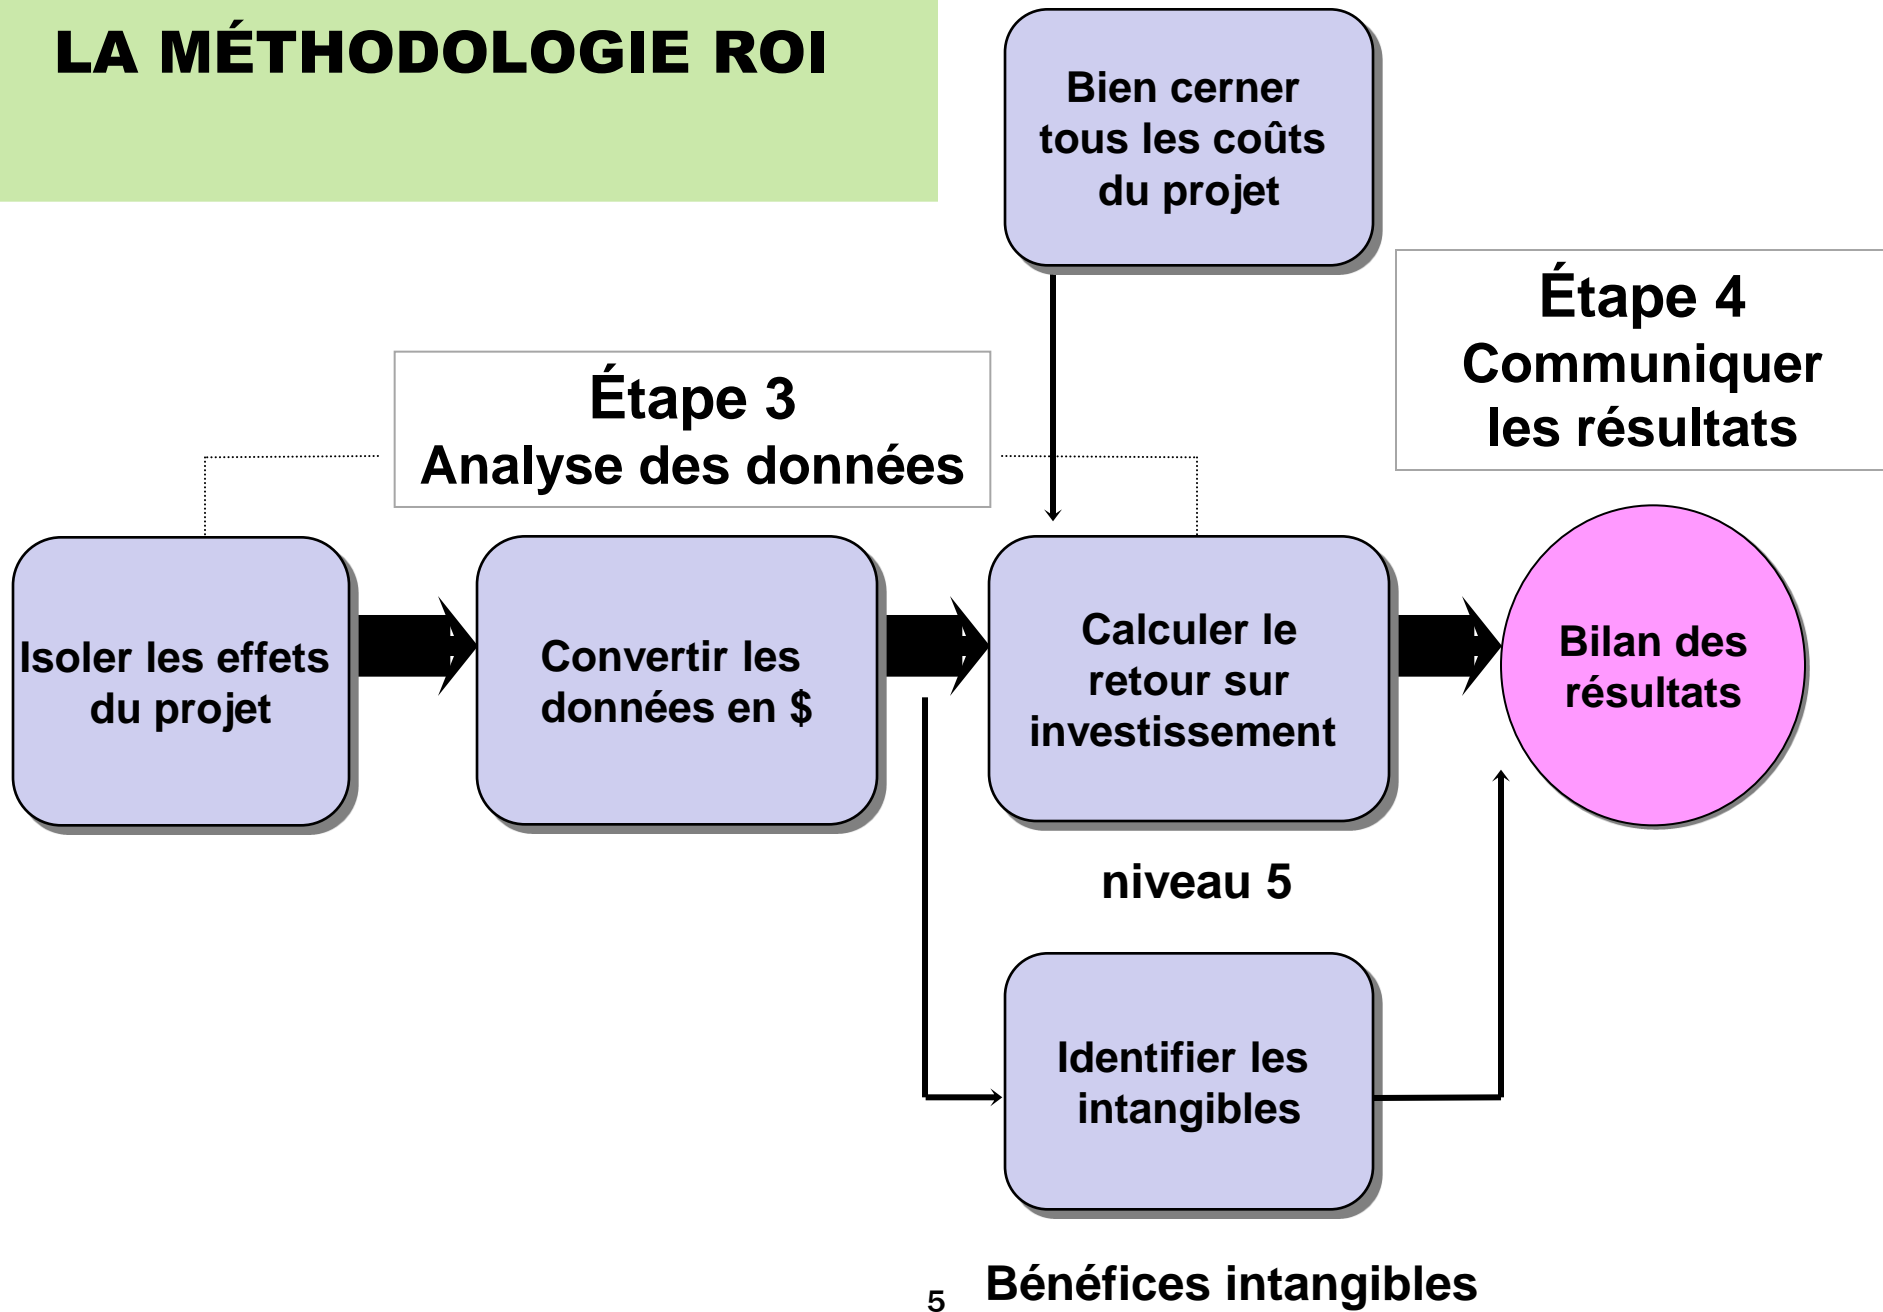 LA MÉTHODOLOGIE ROI
Bien cerner
tous les coûts
du projet
Étape 4
Communiquer
les résultats
Étape 3
Analyse des données
Isoler les effets
du projet
Convertir les
données en $
Calculer le
retour sur
investissement
Bilan des
résultats
niveau 5
Identifier les
intangibles
Bénéfices intangibles
5